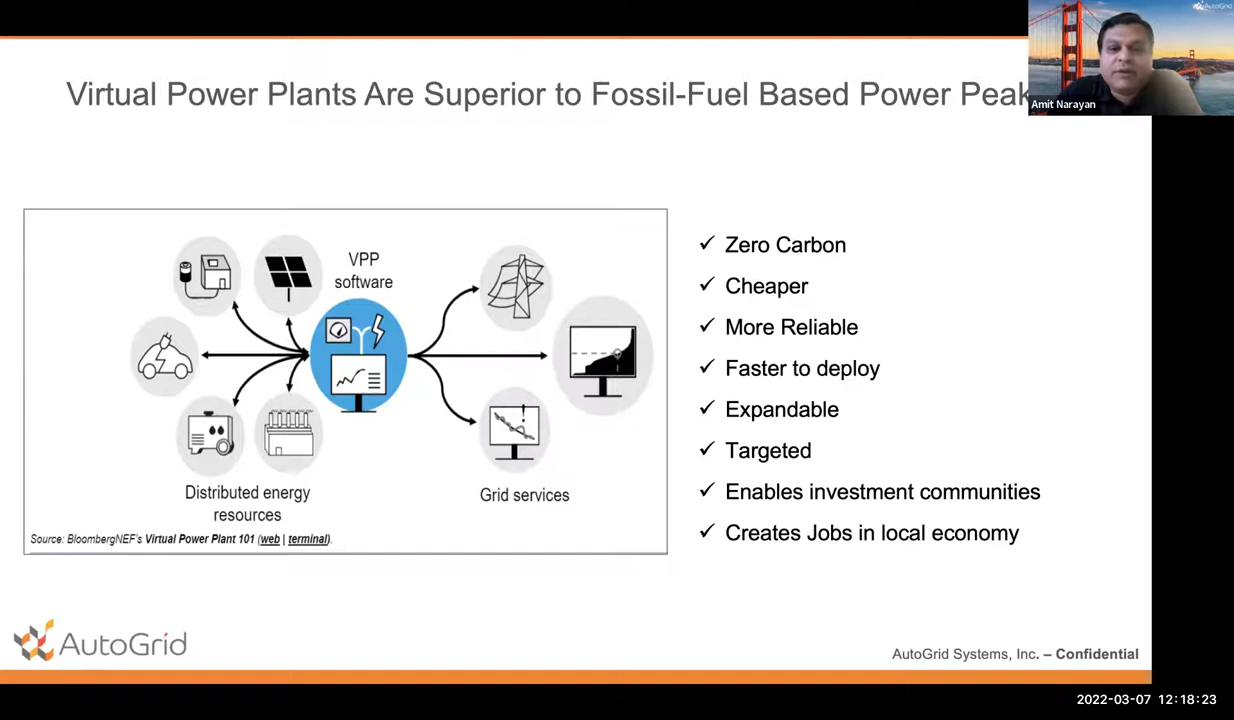 AutoGrid
Virtual Power Plants Are Superior to Fossil-Fuel Based Power Peak
Amit Narayan
VPP
software
Distributed energy
resources
Grid services
Source: BloombergNEF's Virtual Power Plant 101 (web | terminal).
✓ Zero Carbon
✓ Cheaper
✓ More Reliable
✓ Faster to deploy
✓ Expandable
✓ Targeted
✓ Enables investment communities
✓ Creates Jobs in local economy
AutoGrid
AutoGrid Systems, Inc. – Confidential
2022-03-07 12:18:23